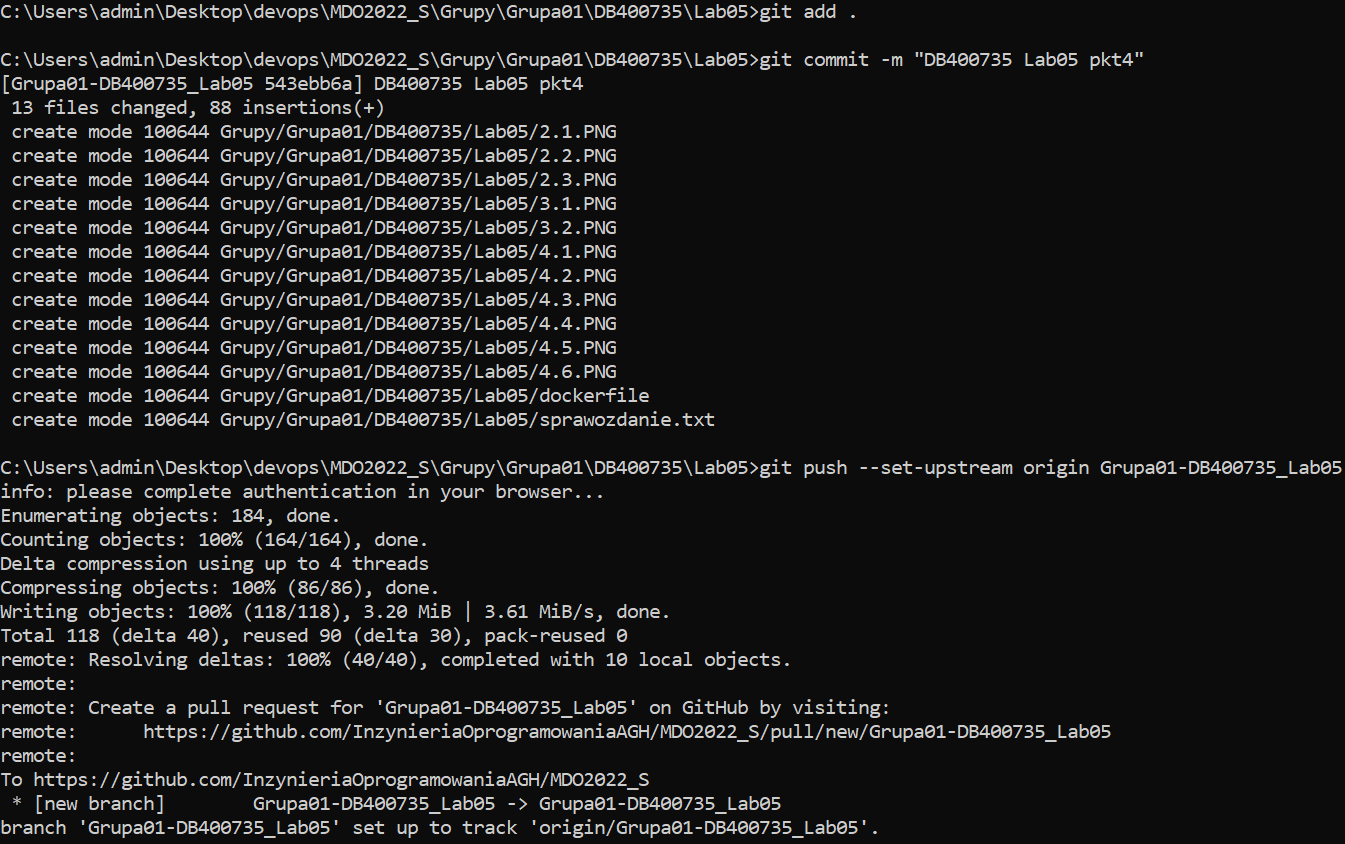 C:\Users\admin\Desktop\devops\MDO2022_S\Grupy\Grupa01\DB400735\Lab05>git add .
C:\Users\admin\Desktop\devops\MDO2022_S\Grupy\Grupa01\DB400735\Lab05>git commit -m "DB400735 Lab05 pkt4"
[Grupa01-DB400735_Lab05 543ebb6a] DB400735 Lab05 pkt4
 13 files changed, 88 insertions(+)
 create mode 100644 Grupy/Grupa01/DB400735/Lab05/2.1.PNG
 create mode 100644 Grupy/Grupa01/DB400735/Lab05/2.2.PNG
 create mode 100644 Grupy/Grupa01/DB400735/Lab05/2.3.PNG
 create mode 100644 Grupy/Grupa01/DB400735/Lab05/3.1.PNG
 create mode 100644 Grupy/Grupa01/DB400735/Lab05/3.2.PNG
 create mode 100644 Grupy/Grupa01/DB400735/Lab05/4.1.PNG
 create mode 100644 Grupy/Grupa01/DB400735/Lab05/4.2.PNG
 create mode 100644 Grupy/Grupa01/DB400735/Lab05/4.3.PNG
 create mode 100644 Grupy/Grupa01/DB400735/Lab05/4.4.PNG
 create mode 100644 Grupy/Grupa01/DB400735/Lab05/4.5.PNG
 create mode 100644 Grupy/Grupa01/DB400735/Lab05/4.6.PNG
 create mode 100644 Grupy/Grupa01/DB400735/Lab05/dockerfile
 create mode 100644 Grupy/Grupa01/DB400735/Lab05/sprawozdanie.txt
C:\Users\admin\Desktop\devops\MDO2022_S\Grupy\Grupa01\DB400735\Lab05>git push --set-upstream origin Grupa01-DB400735_Lab05
info: please complete authentication in your browser...
Enumerating objects: 184, done.
Counting objects: 100% (164/164), done.
Delta compression using up to 4 threads
Compressing objects: 100% (86/86), done.
Writing objects: 100% (118/118), 3.20 MiB | 3.61 MiB/s, done.
Total 118 (delta 40), reused 90 (delta 30), pack-reused 0
remote: Resolving deltas: 100% (40/40), completed with 10 local objects.
remote:
remote: Create a pull request for 'Grupa01-DB400735_Lab05' on GitHub by visiting:
remote:      https://github.com/InzynieriaOprogramowaniaAGH/MDO2022_S/pull/new/Grupa01-DB400735_Lab05
remote:
To https://github.com/InzynieriaOprogramowaniaAGH/MDO2022_S
 * [new branch]        Grupa01-DB400735_Lab05 -> Grupa01-DB400735_Lab05
branch 'Grupa01-DB400735_Lab05' set up to track 'origin/Grupa01-DB400735_Lab05'.